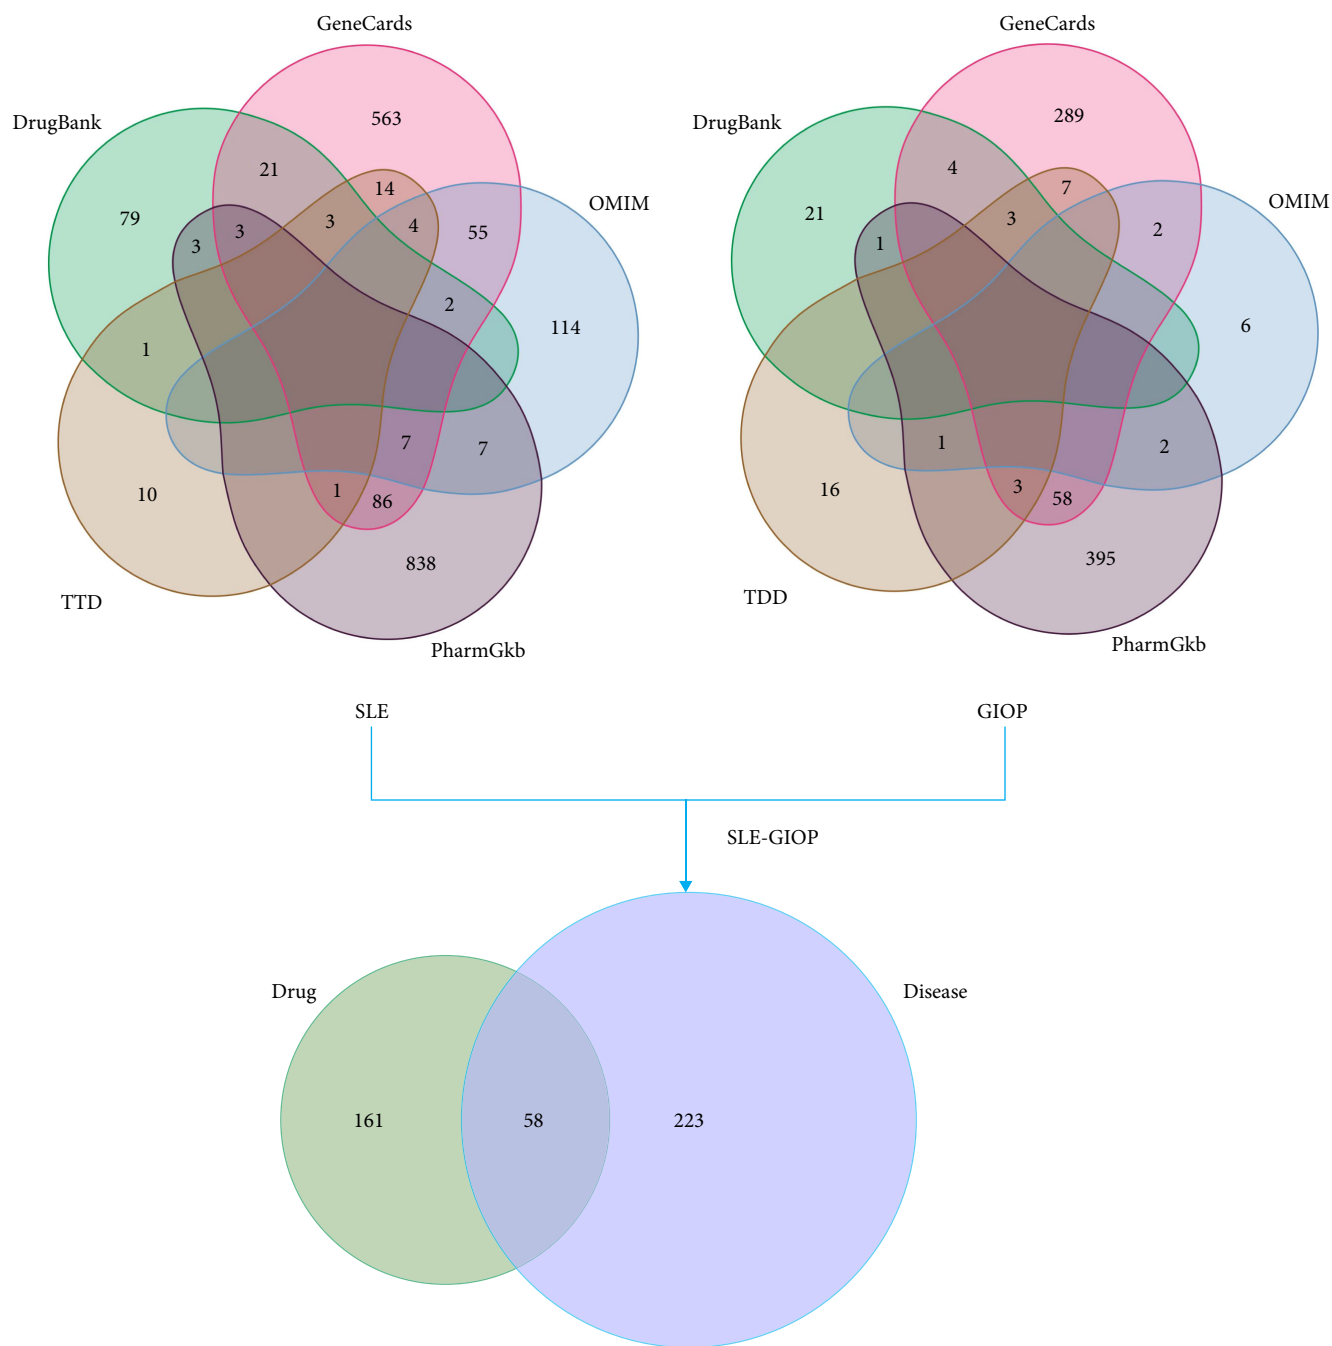 GeneCards
GeneCards
DrugBank
DrugBank
OMIM
OMIM
563
289
21
4
14
7
79
21
3
3
4
55
2
3
3
1
2
114
6
1
7
7
1
2
10
16
1
86
3
58
838
395
TTD
TDD
PharmGkb
PharmGkb
SLE
GIOP
SLE-GIOP
Drug
Disease
161
58
223